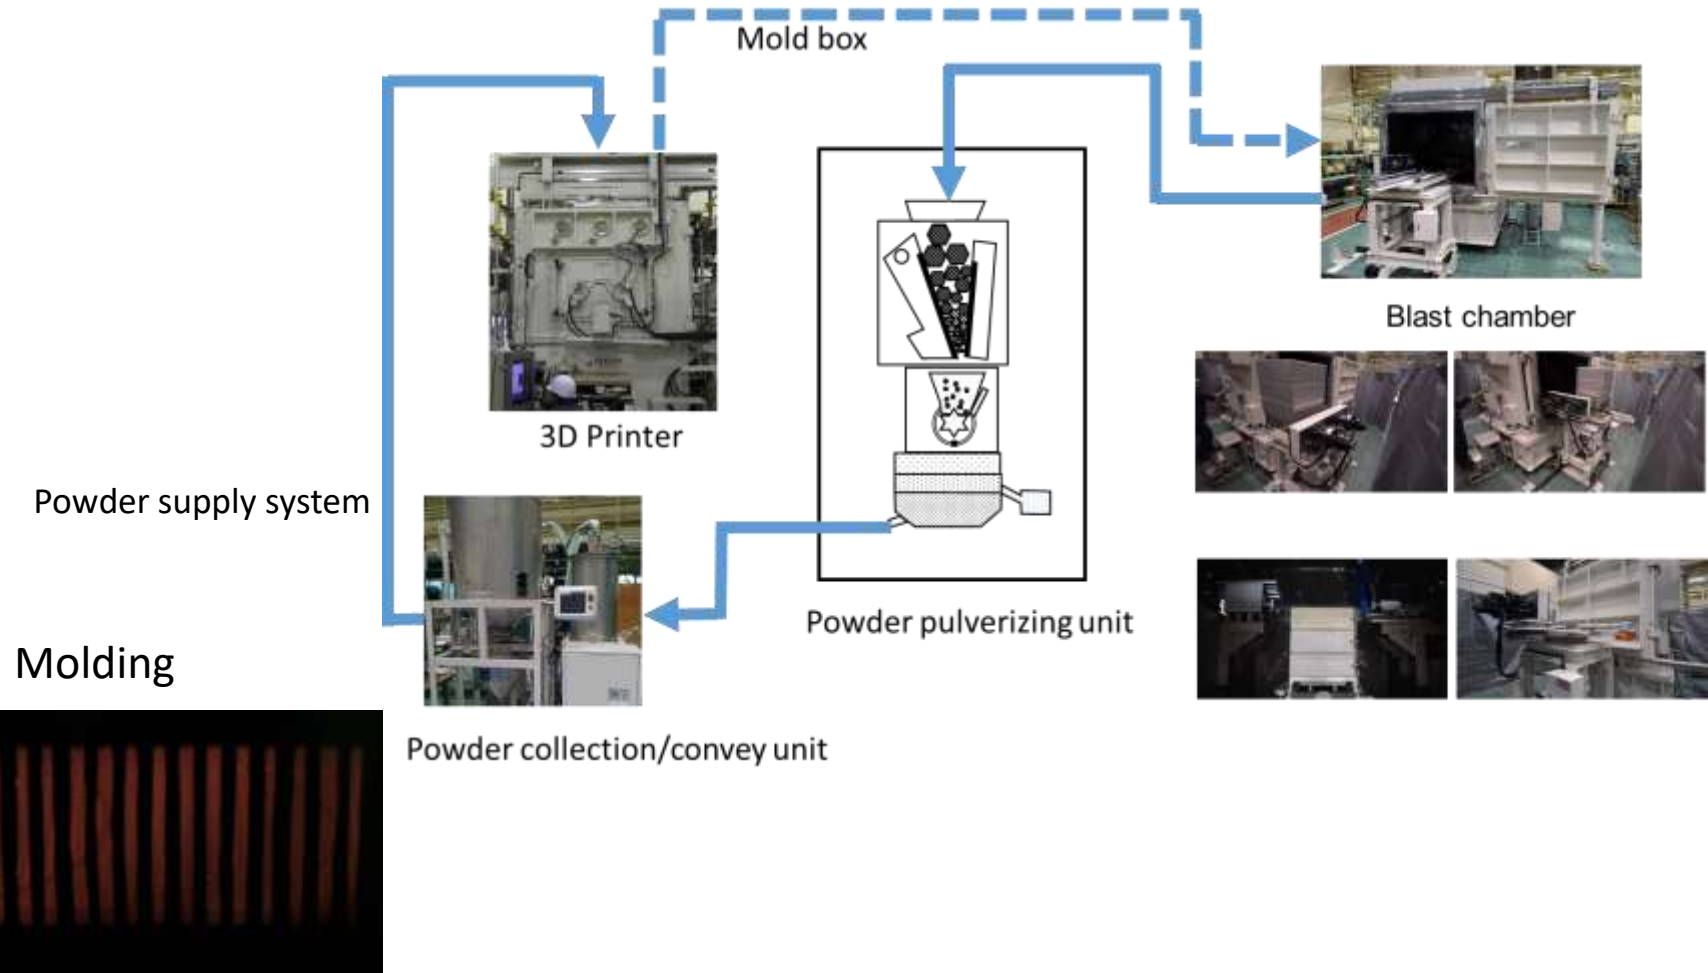 Mold box
3D Printer
Blast chamber
Powder supply system
Powder pulverizing unit
Molding
Powder collection/convey unit